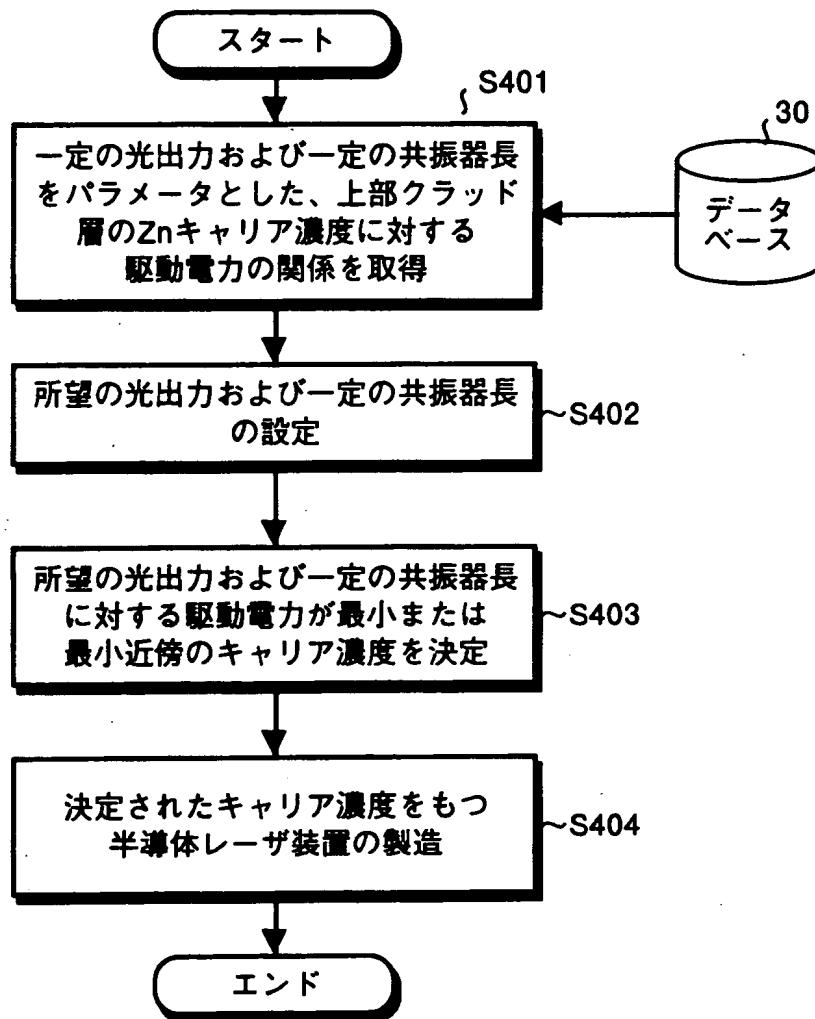 スタート
S401
一定の光出力および一定の共振器長
をパラメータとした、上部クラッド
層のZnキャリア濃度に対する
駆動電力の関係を取得
30
データ
ベース
所望の光出力および一定の共振器長
の設定
S402
所望の光出力および一定の共振器長
に対する駆動電力が最小または
最小近傍のキャリア濃度を決定
S403
決定されたキャリア濃度をもつ
半導体レーザ装置の製造
S404
エンド